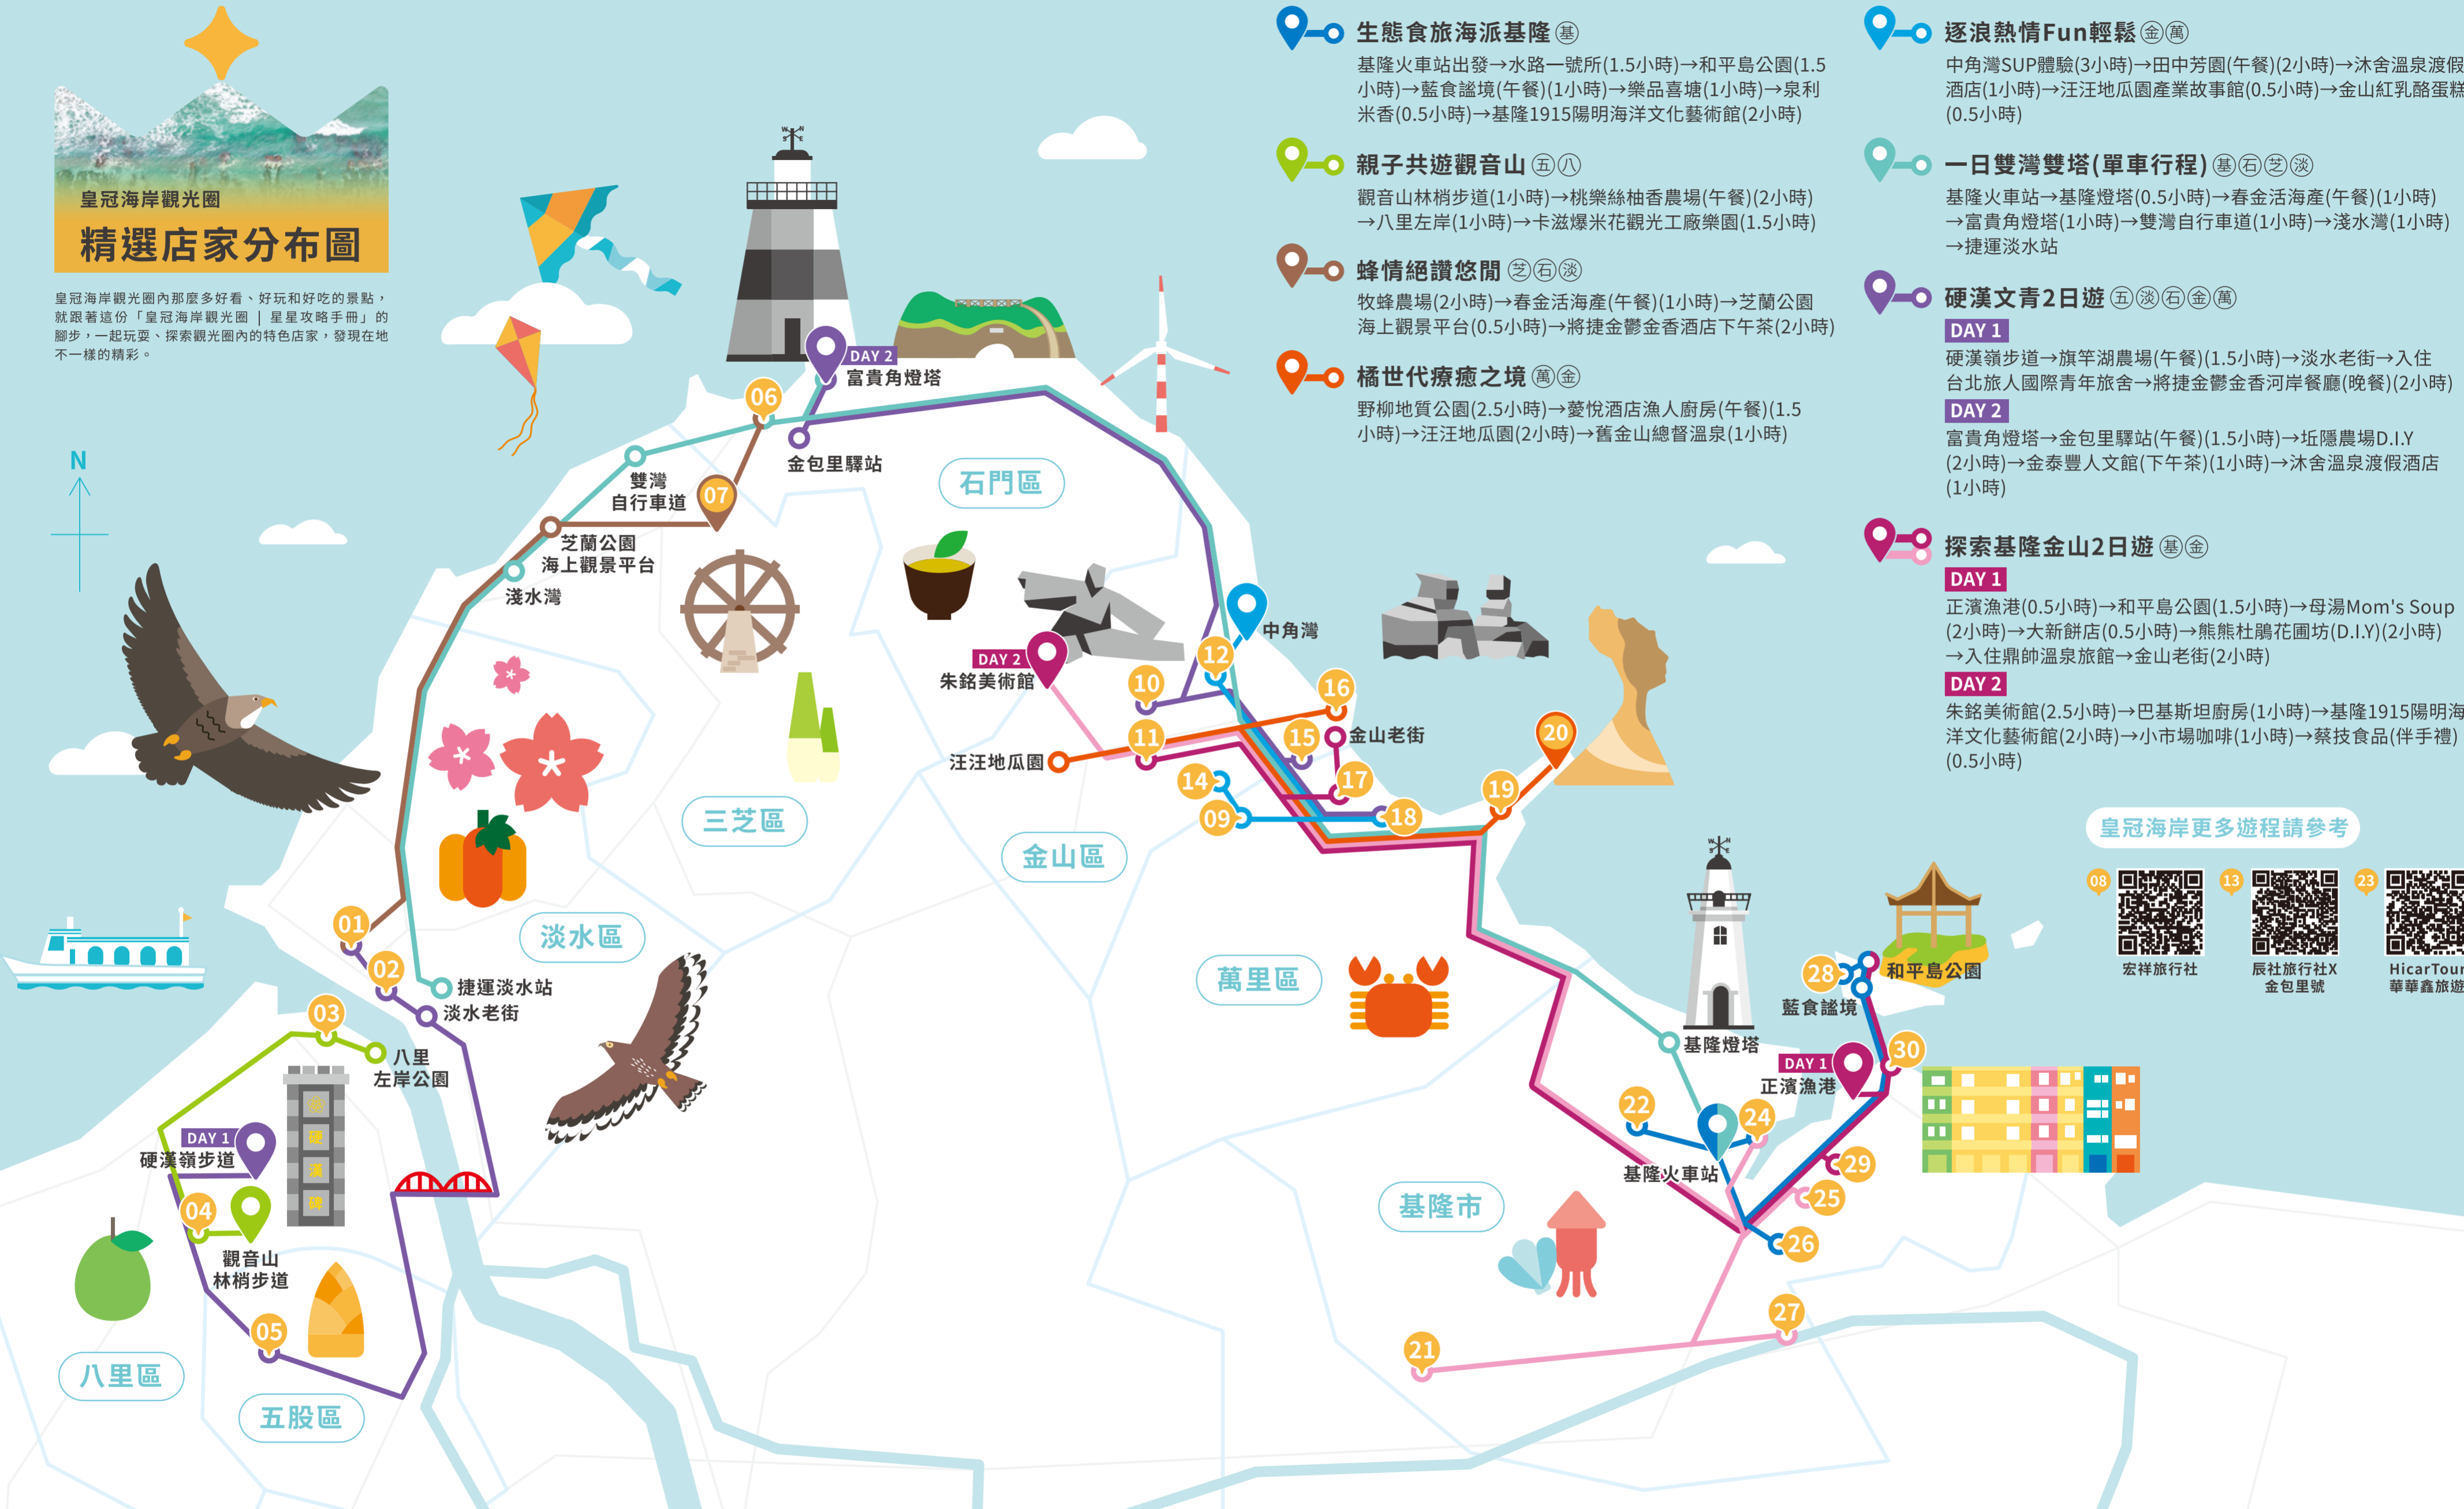 皇冠海岸觀光圈
精選店家分布圖
皇冠海岸觀光圈內那麼多好看、好玩和好吃的景點，
就跟著這份「皇冠海岸觀光圈 | 星星攻略手冊」的
腳步，一起玩耍、探索觀光圈內的特色店家，發現在地
不一樣的精彩。
生態食旅海派基隆 基
基隆火車站出發→水路一號所(1.5小時)→和平島公園(1.5
小時)→藍食謐境(午餐)(1小時)→樂品喜塘(1小時)→泉利
米香(0.5小時)→基隆1915陽明海洋文化藝術館(2小時)
親子共遊觀音山 五 八
觀音山林梢步道(1小時)→桃樂絲柚香農場(午餐)(2小時)
→八里左岸(1小時)→卡滋爆米花觀光工廠樂園(1.5小時)
蜂情絕讚悠閒 芝 石 淡
牧蜂農場(2小時)→春金活海產(午餐)(1小時)→芝蘭公園
海上觀景平台(0.5小時)→將捷金鬱金香酒店下午茶(2小時)
橘世代療癒之境 萬 金
野柳地質公園(2.5小時)→薆悅酒店漁人廚房(午餐)(1.5
小時)→汪汪地瓜園(2小時)→舊金山總督溫泉(1小時)
逐浪熱情Fun輕鬆 金 萬
中角灣SUP體驗(3小時)→田中芳園(午餐)(2小時)→沐舍溫泉渡假
酒店(1小時)→汪汪地瓜園產業故事館(0.5小時)→金山紅乳酪蛋糕
(0.5小時)
一日雙灣雙塔(單車行程) 基 石 芝 淡
基隆火車站→基隆燈塔(0.5小時)→春金活海產(午餐)(1小時)
→富貴角燈塔(1小時)→雙灣自行車道(1小時)→淺水灣(1小時)
→捷運淡水站
硬漢文青2日遊 五 淡 石 金 萬
DAY 1
硬漢嶺步道→旗竿湖農場(午餐)(1.5小時)→淡水老街→入住
台北旅人國際青年旅舍→將捷金鬱金香河岸餐廳(晚餐)(2小時)
DAY 2
富貴角燈塔→金包里驛站(午餐)(1.5小時)→坵隱農場D.I.Y
(2小時)→金泰豐人文館(下午茶)(1小時)→沐舍溫泉渡假酒店
(1小時)
探索基隆金山2日遊 基 金
DAY 1
正濱漁港(0.5小時)→和平島公園(1.5小時)→母湯Mom's Soup
(2小時)→大新餅店(0.5小時)→熊熊杜鵑花圃坊(D.I.Y)(2小時)
→入住鼎帥溫泉旅館→金山老街(2小時)
DAY 2
朱銘美術館(2.5小時)→巴基斯坦廚房(1小時)→基隆1915陽明海
洋文化藝術館(2小時)→小市場咖啡(1小時)→蔡技食品(伴手禮)
(0.5小時)
皇冠海岸更多遊程請參考
08
13
23
宏祥旅行社
辰社旅行社X
金包里號
HicarTour
華華鑫旅遊
N
W N
S E
DAY 2
富貴角燈塔
06
金包里驛站
雙灣
自行車道
07
石門區
芝蘭公園
海上觀景平台
淺水灣
中角灣
12
DAY 2
朱銘美術館
10
16
11
15
金山老街
20
汪汪地瓜園
14
17
19
09
18
三芝區
金山區
W N
S E
01
淡水區
02
萬里區
28
和平島公園
捷運淡水站
藍食謐境
03
淡水老街
基隆燈塔
30
八里
左岸公園
DAY 1
正濱漁港
22
24
DAY 1
硬漢嶺步道
硬
漢
碑
基隆火車站
29
04
基隆市
25
觀音山
林梢步道
26
05
27
21
八里區
五股區